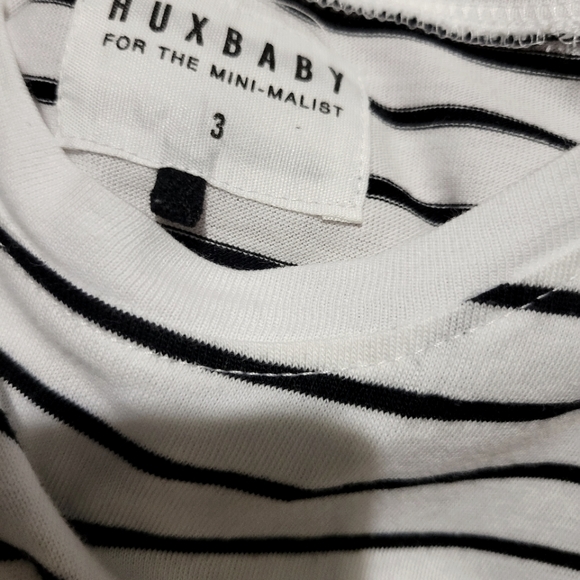 HUXBABY
FOR THE MINI-MALIST
3